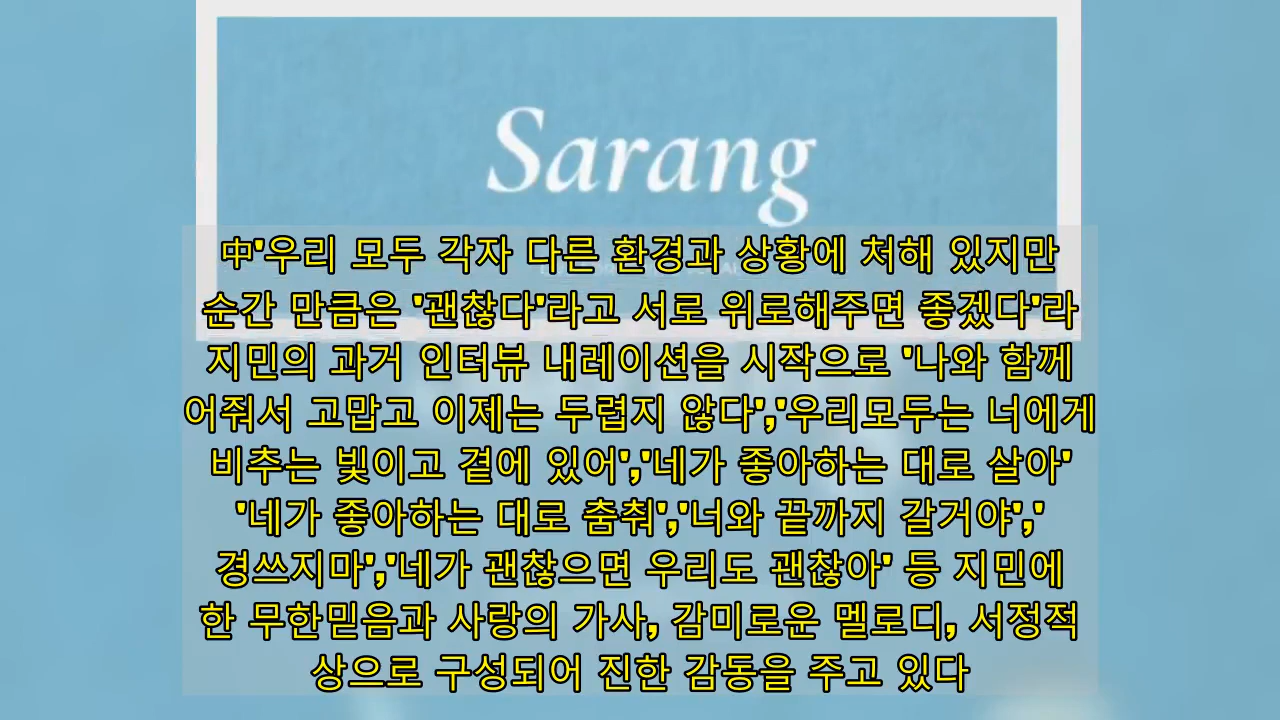 Sarang
中'우리 모두 각자 다른 환경과 상황에 처해 있지만
순간 만큼은 '괜찮다'라고 서로 위로해주면 좋겠다'라
지민의 과거 인터뷰 내레이션을 시작으로 '나와 함께
어줘서 고맙고 이제는 두렵지 않다','우리모두는 너에게
비추는 빛이고 곁에 있어','네가 좋아하는 대로 살아'
'네가 좋아하는 대로 춤춰','너와 끝까지 갈거야','
경쓰지마','네가 괜찮으면 우리도 괜찮아' 등 지민에
한 무한믿음과 사랑의 가사, 감미로운 멜로디, 서정적
상으로 구성되어 진한 감동을 주고 있다